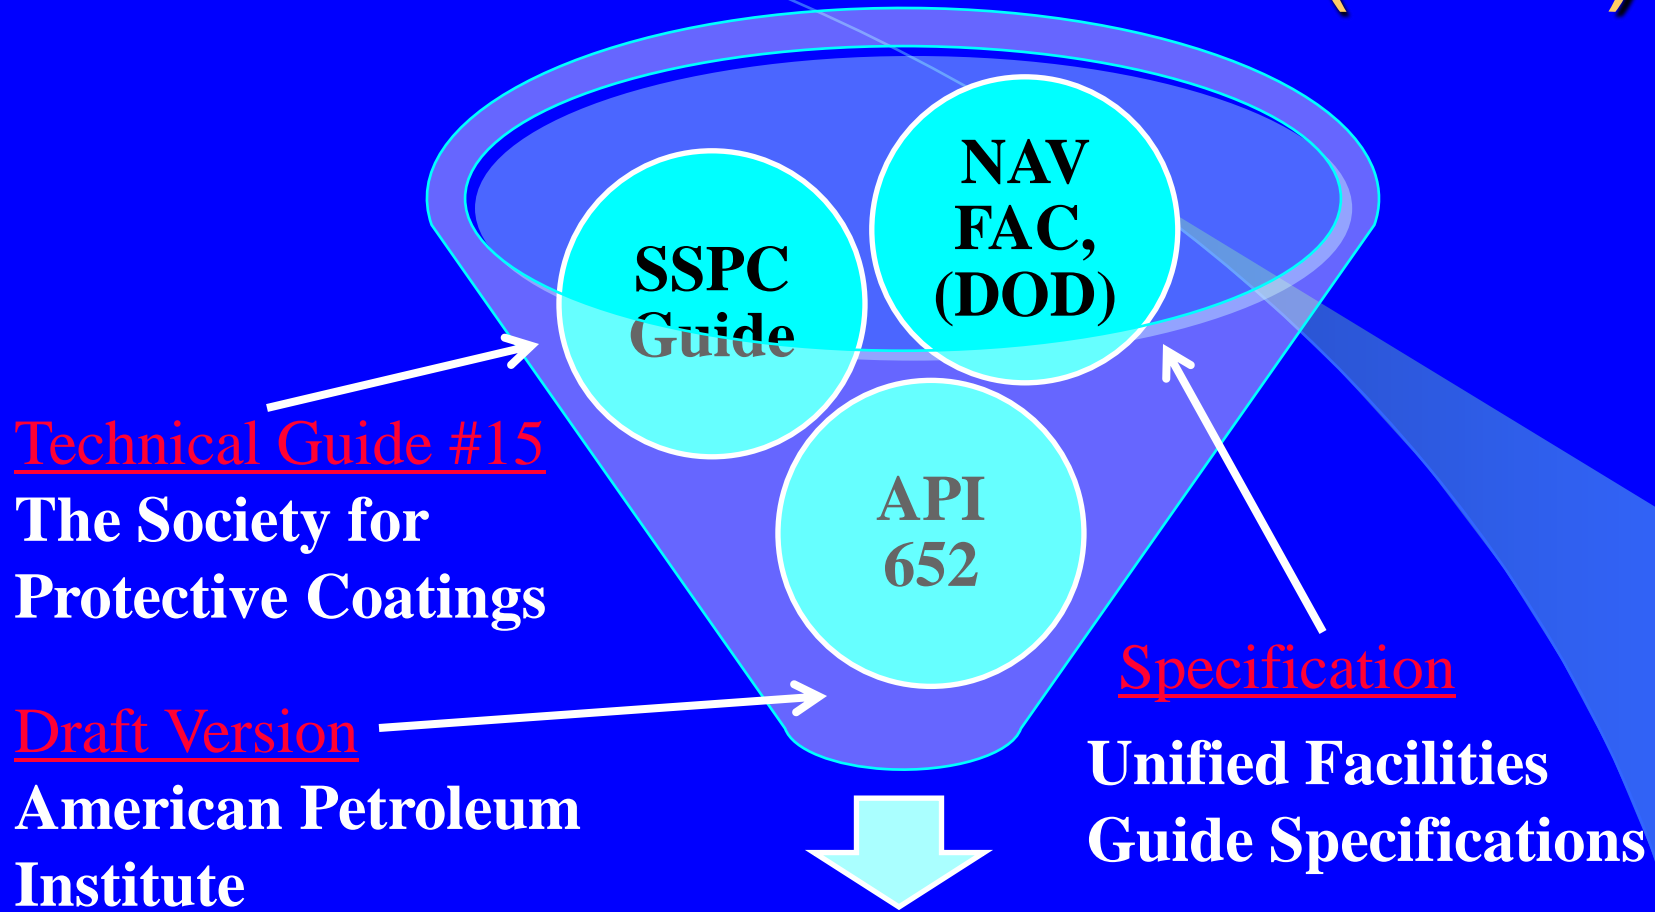 NAV
FAC,
(DOD)
SSPC
Guide
API
652
Technical Guide #15
The Society for
Protective Coatings
Draft Version
American Petroleum
Institute
Specification
Unified Facilities
Guide Specifications